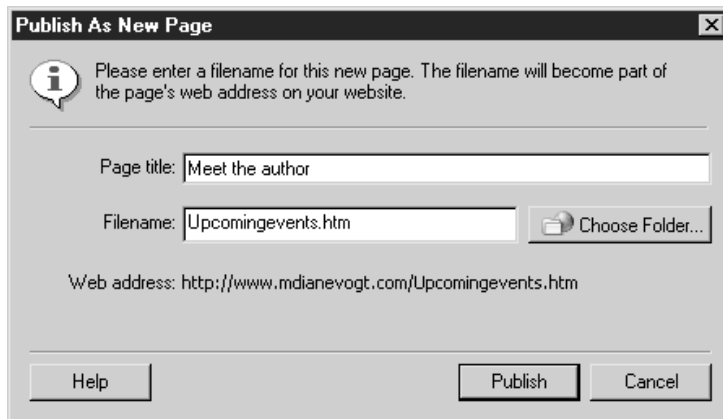 Publish As New Page
Please enter a filename for this new page. The filename will become part of
the page's web address on your website.
Page title: Meet the author
Filename: Upcomingevents.htm Choose Folder...
Web address: http://www.mdianevogt.com/Upcomingevents.htm
Help Publish Cancel